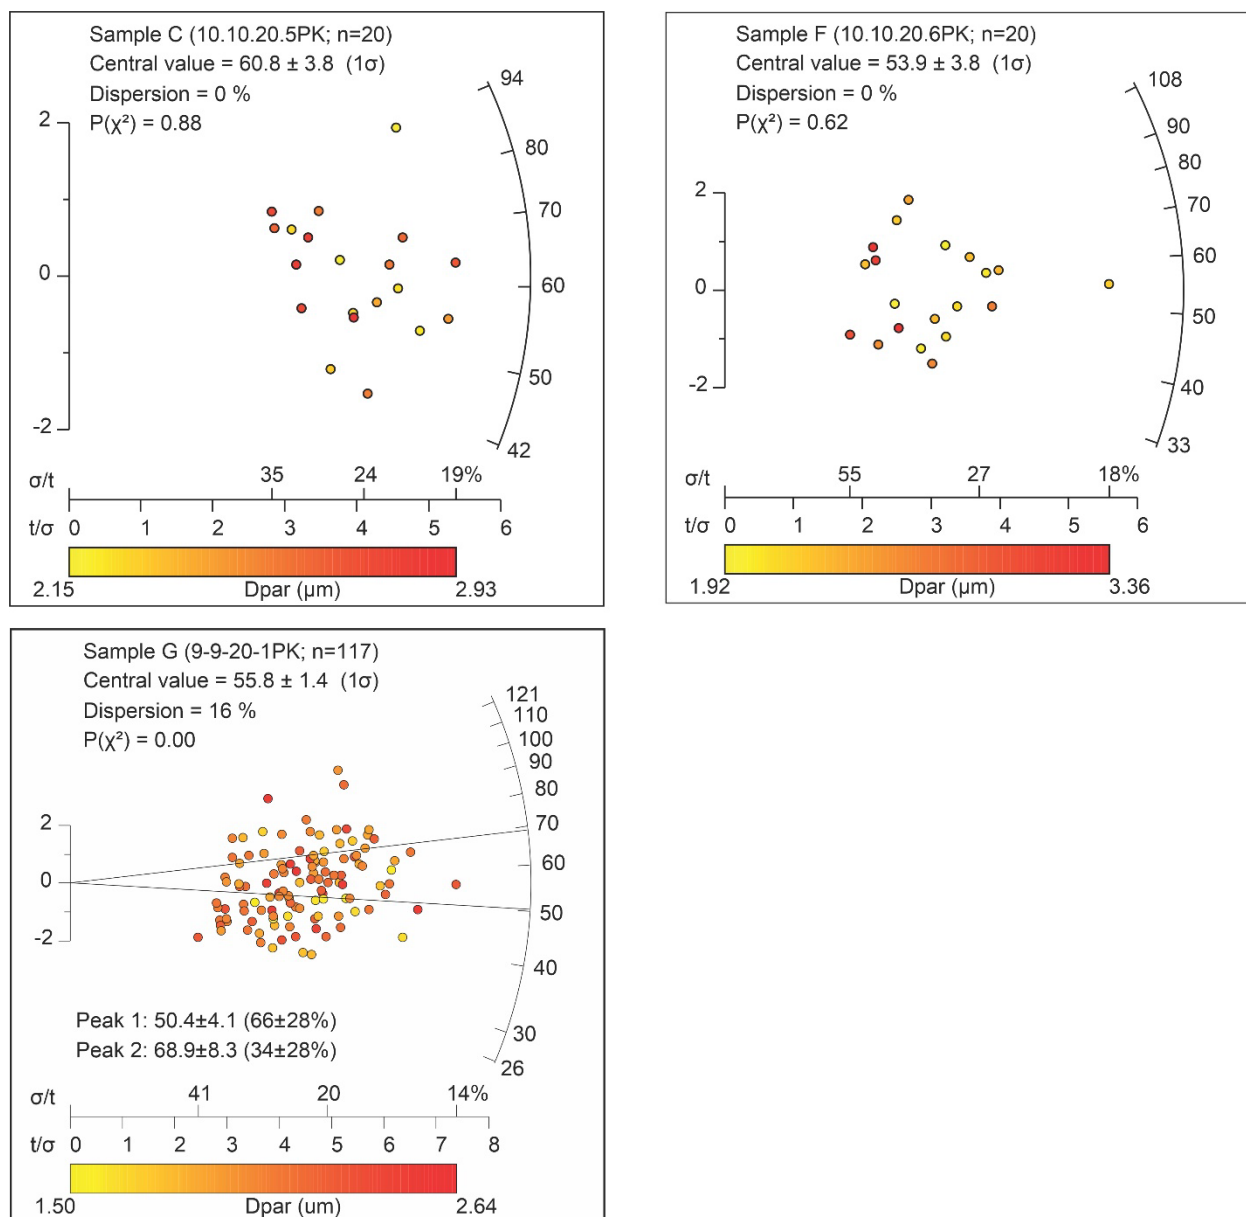 Sample C (10.10.20.5PK; n=20)
Central value = 60.8 ± 3.8 (1σ)
Dispersion = 0 %
P(χ²) = 0.88
94
80
70
60
50
42
2
0
-2
σ/t 35 24 19%
t/σ 0 1 2 3 4 5 6
2.15 Dpar (µm) 2.93
Sample F (10.10.20.6PK; n=20)
Central value = 53.9 ± 3.8 (1σ)
Dispersion = 0 %
P(χ²) = 0.62
108
90
80
70
60
50
40
33
2
0
-2
σ/t 55 27 18%
t/σ 0 1 2 3 4 5 6
1.92 Dpar (µm) 3.36
Sample G (9-9-20-1PK; n=117)
Central value = 55.8 ± 1.4 (1σ)
Dispersion = 16 %
P(χ²) = 0.00
121
110
100
90
80
70
60
50
40
30
26
2
0
-2
Peak 1: 50.4±4.1 (66±28%)
Peak 2: 68.9±8.3 (34±28%)
σ/t 41 20 14%
t/σ 0 1 2 3 4 5 6 7 8
1.50 Dpar (um) 2.64